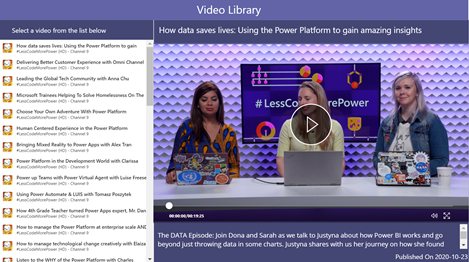 Video Library
Select a video from the list below
How data saves lives: Using the Power Platform to gain
#LessCodeMorePower (HD) - Channel 9
Delivering Better Customer Experience with Omni Channel
#LessCodeMorePower (HD) - Channel 9
Leading the Global Tech Community with Anna Chu
#LessCodeMorePower (HD) - Channel 9
Microsoft Trainers Helping To Solve Homelessness On The
#LessCodeMorePower (HD) - Channel 9
Choose Your Own Adventure With Power Platform
#LessCodeMorePower (HD) - Channel 9
Human Centered Experience in the Power Platform
#LessCodeMorePower (HD) - Channel 9
Bringing Mixed Reality to Power Apps with Alex Tran
#LessCodeMorePower (HD) - Channel 9
Power Platform in the Development World with Clarissa
#LessCodeMorePower (HD) - Channel 9
Power up Teams with Power Virtual Agent with Luise Freese
#LessCodeMorePower (HD) - Channel 9
Using Power Automate & LUIS with Tomasz Poszytek
#LessCodeMorePower (HD) - Channel 9
How 4th Grade Teacher turned Power Apps expert, Mr. Dan
#LessCodeMorePower (HD) - Channel 9
How to manage the Power Platform at enterprise scale AND
#LessCodeMorePower (HD) - Channel 9
How to manage technological change creatively with Elaiza
#LessCodeMorePower (HD) - Channel 9
Listen to the WHY of the Power Platform with Charles
How data saves lives: Using the Power Platform to gain amazing insights
#LessCo ePower
00:00:00/00:19:25
The DATA Episode: Join Dona and Sarah as we talk to Justyna about how Power BI works and go
beyond just throwing data in some charts. Justyna shares with us her journey on how she found
Published On 2020-10-23